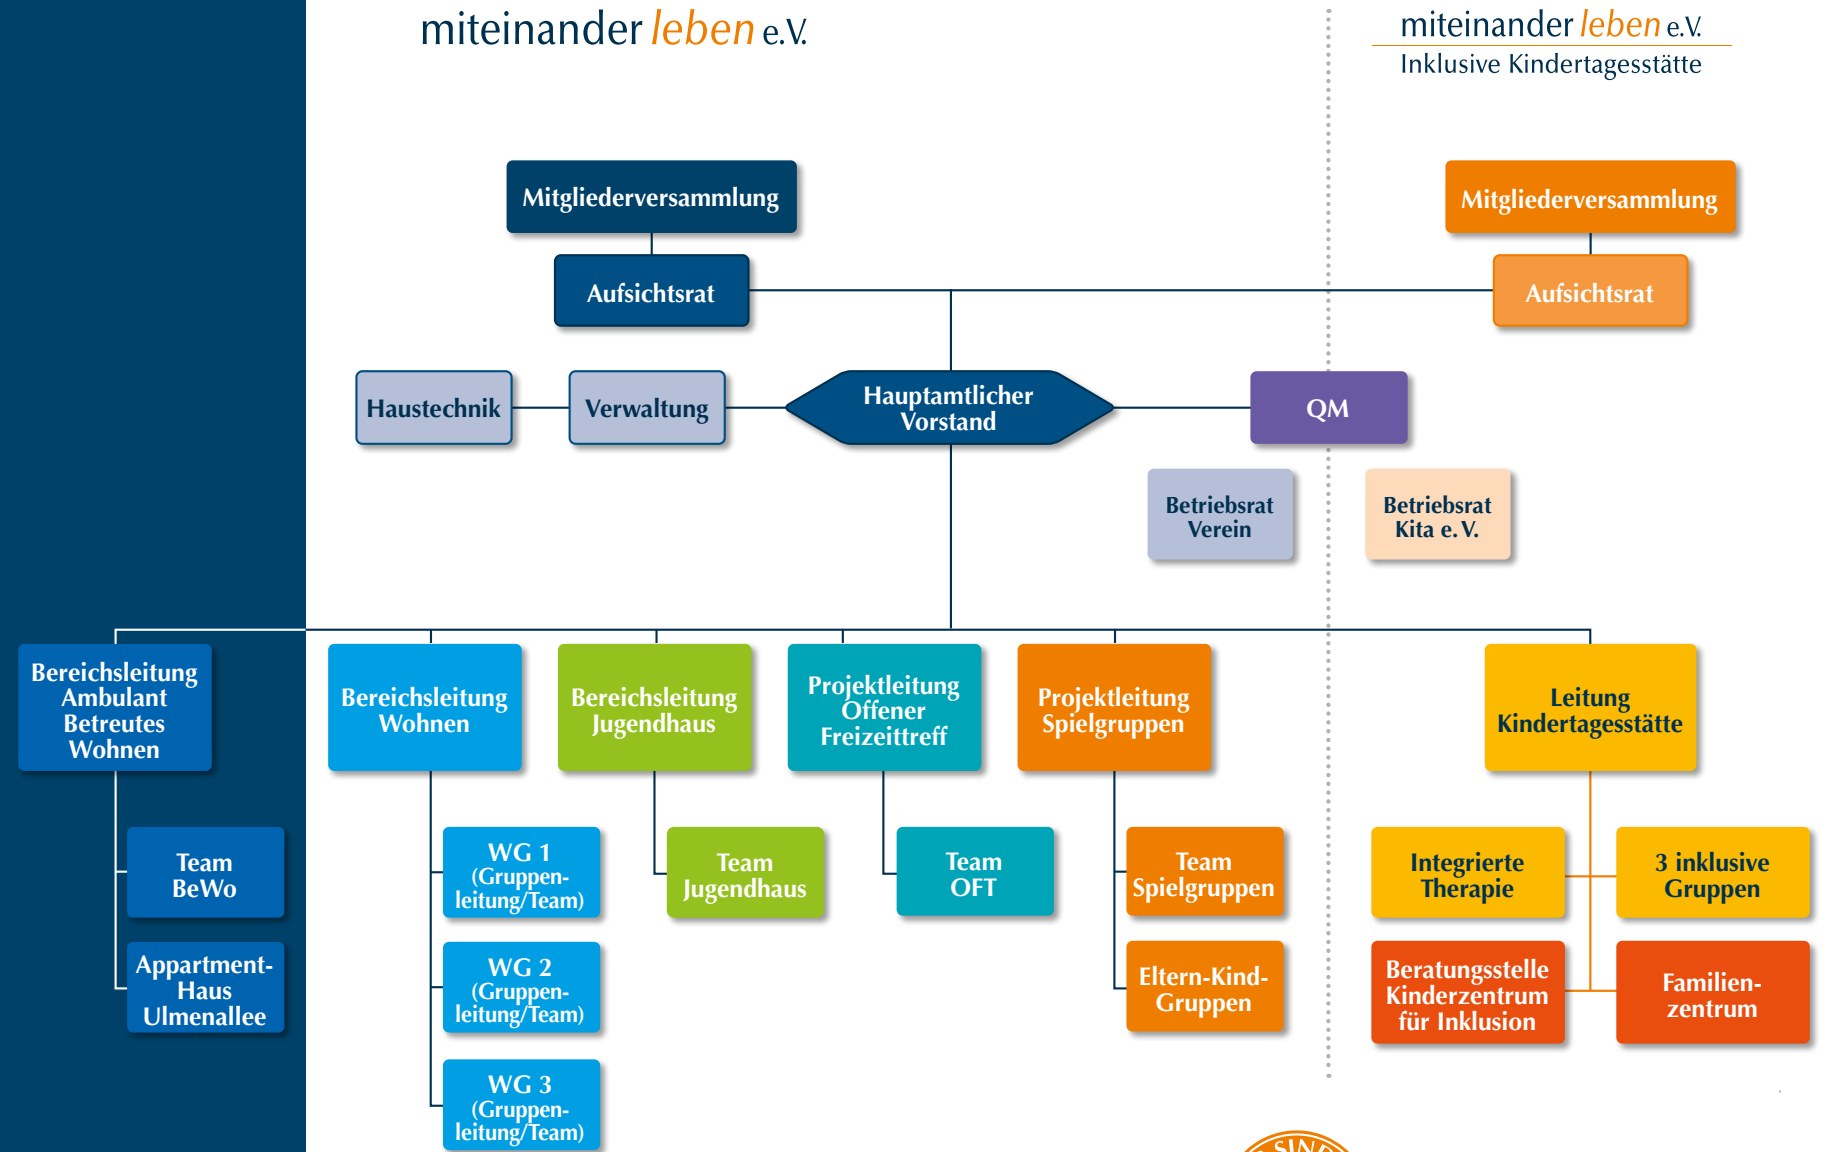 miteinander leben e.V.
miteinander leben e.V.
Inklusive Kindertagesstätte
Mitgliederversammlung
Mitgliederversammlung
Aufsichtsrat
Aufsichtsrat
Haustechnik
Verwaltung
Hauptamtlicher
Vorstand
QM
Betriebsrat
Verein
Betriebsrat
Kita e.V.
Bereichsleitung
Ambulant
Betreutes
Wohnen
Bereichsleitung
Wohnen
Bereichsleitung
Jugendhaus
Projektleitung
Offener
Freizeittreff
Projektleitung
Spielgruppen
Leitung
Kindertagesstätte
Team
BeWo
WG 1
(Gruppen-
leitung/Team)
Team
Jugendhaus
Team
OFT
Team
Spielgruppen
Integrierte
Therapie
3 inklusive
Gruppen
Appartment-
Haus
Ulmenallee
WG 2
(Gruppen-
leitung/Team)
Eltern-Kind-
Gruppen
Beratungsstelle
Kinderzentrum
für Inklusion
Familien-
zentrum
WG 3
(Gruppen-
leitung/Team)
SIND